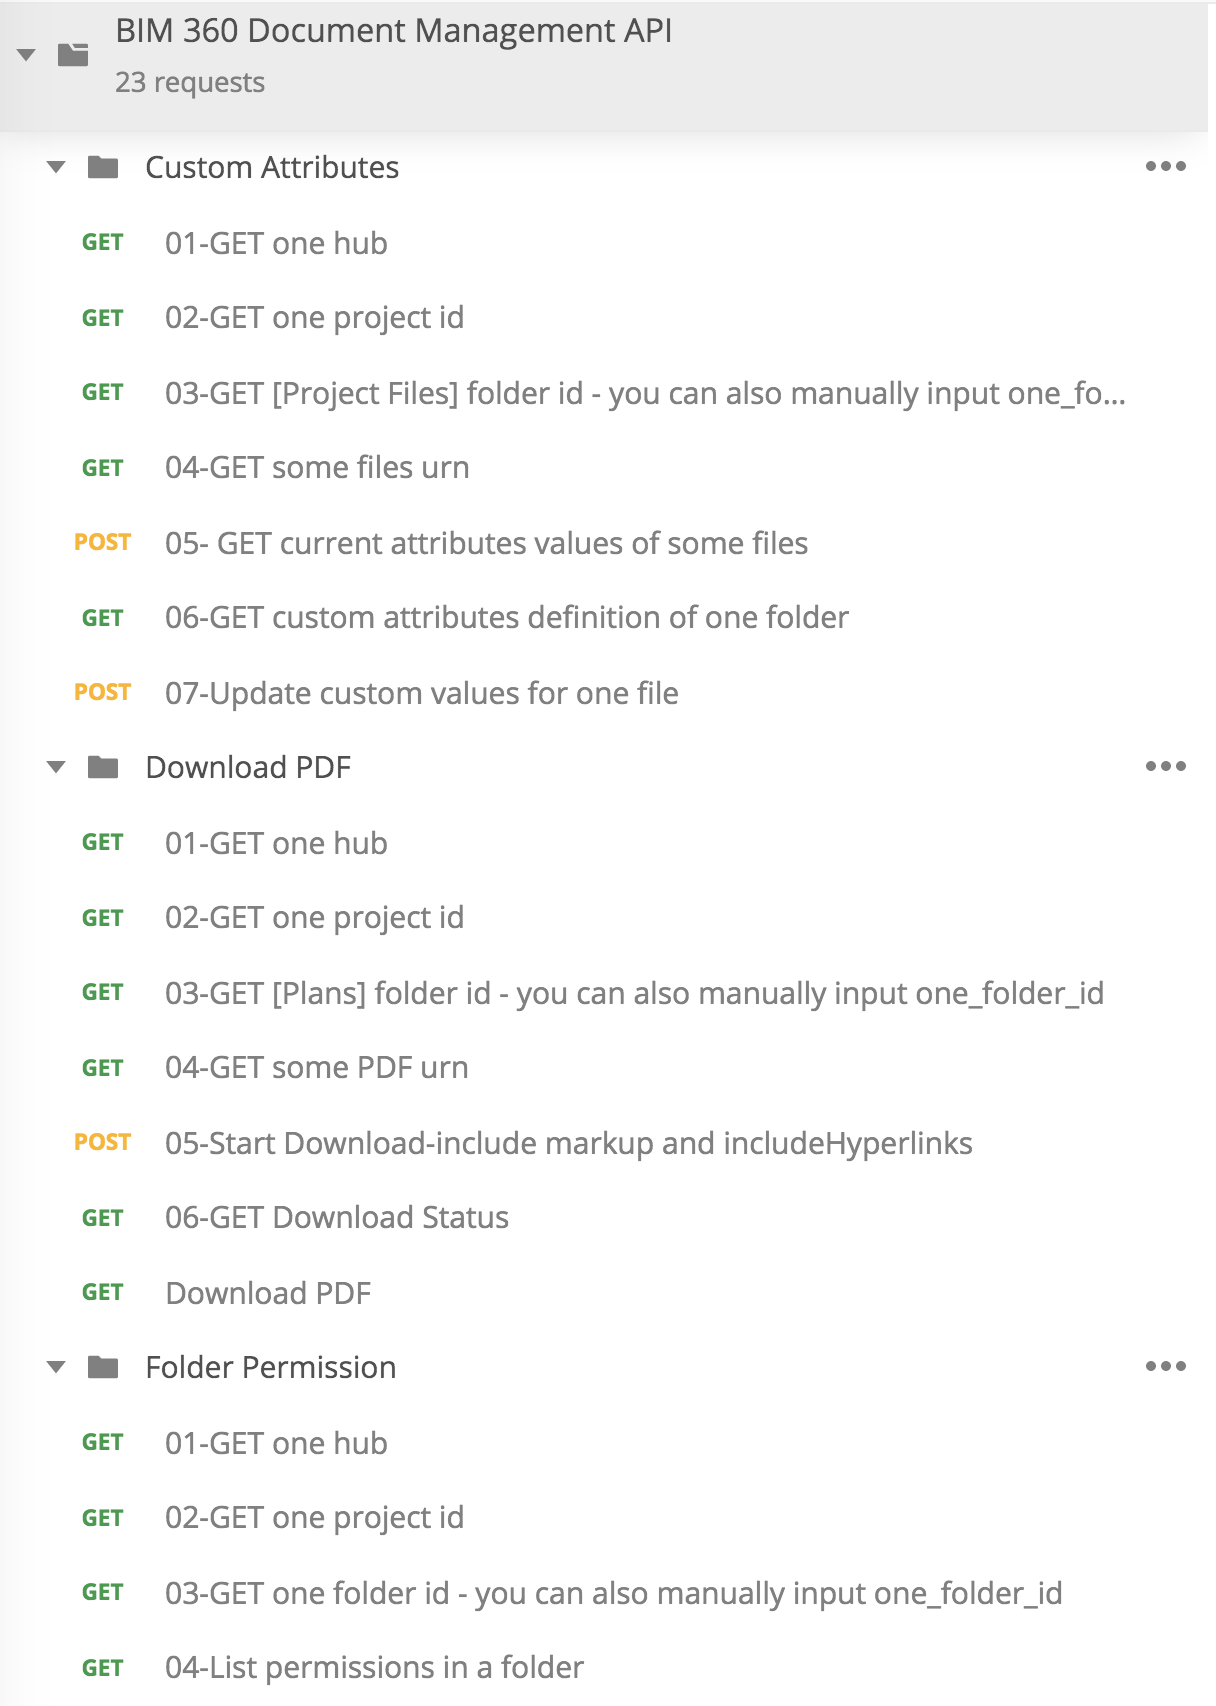 BIM 360 Document Management API
23 requests
Custom Attributes
GET 01-GET one hub
GET 02-GET one project id
GET 03-GET [Project Files] folder id - you can also manually input one_fo...
GET 04-GET some files urn
POST 05- GET current attributes values of some files
GET 06-GET custom attributes definition of one folder
POST 07-Update custom values for one file
Download PDF
GET 01-GET one hub
GET 02-GET one project id
GET 03-GET [Plans] folder id - you can also manually input one_folder_id
GET 04-GET some PDF urn
POST 05-Start Download-include markup and includeHyperlinks
GET 06-GET Download Status
GET Download PDF
Folder Permission
GET 01-GET one hub
GET 02-GET one project id
GET 03-GET one folder id - you can also manually input one_folder_id
GET 04-List permissions in a folder